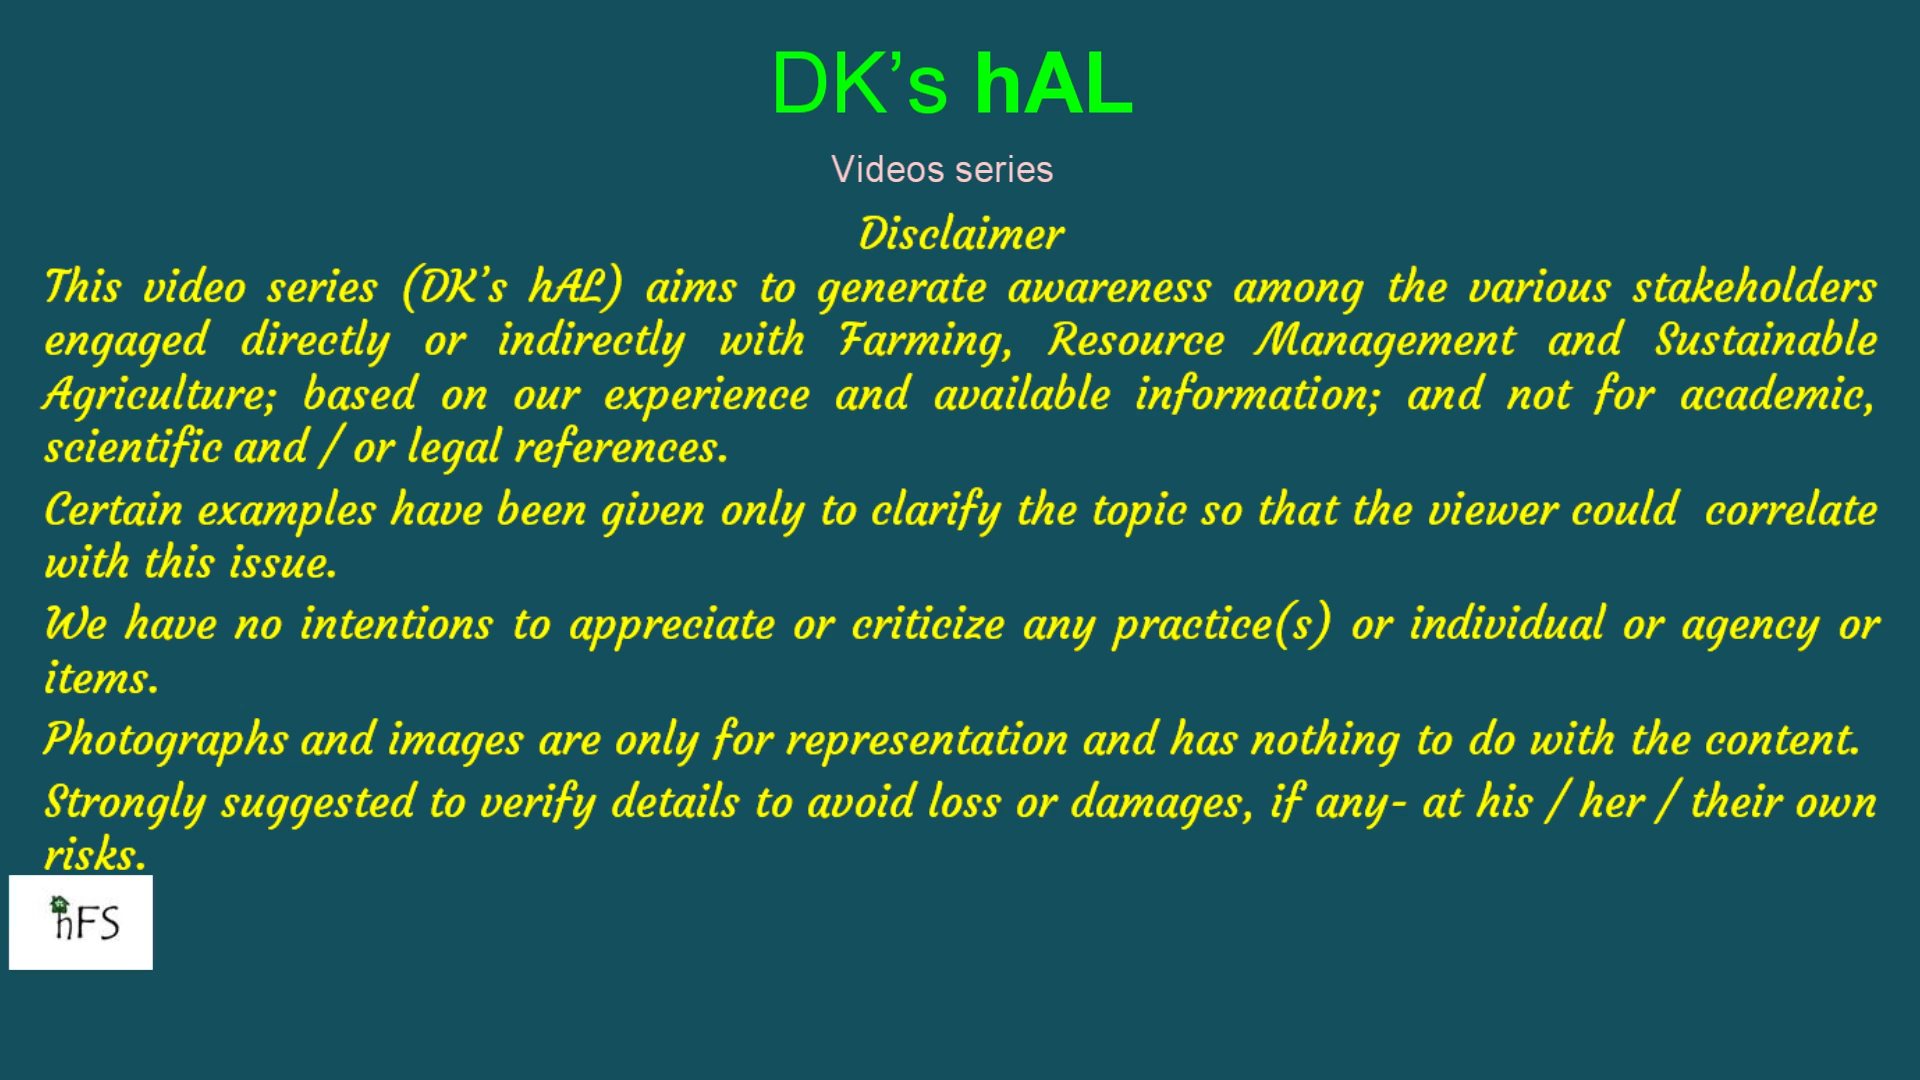 DK’s hAL
Videos series
Disclaimer
This video series (DK’s hAL) aims to generate awareness among the various stakeholders
engaged directly or indirectly with Farming, Resource Management and Sustainable
Agriculture; based on our experience and available information; and not for academic,
scientific and / or legal references.
Certain examples have been given only to clarify the topic so that the viewer could correlate
with this issue.
We have no intentions to appreciate or criticize any practice(s) or individual or agency or
items.
Photographs and images are only for representation and has nothing to do with the content.
Strongly suggested to verify details to avoid loss or damages, if any- at his / her / their own
risks.
hFS